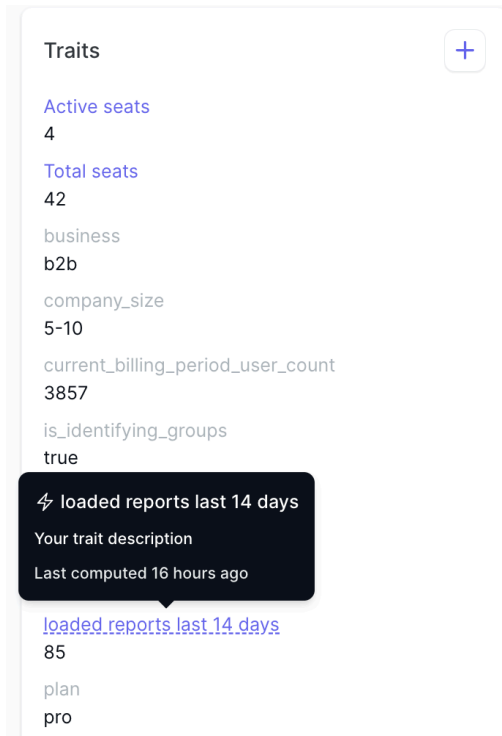 Traits
Active seats
4
Total seats
42
business
b2b
company_size
5-10
current_billing_period_user_count
3857
is_identifying_groups
true
loaded reports last 14 days
Your trait description
Last computed 16 hours ago
loaded reports last 14 days
85
plan
pro